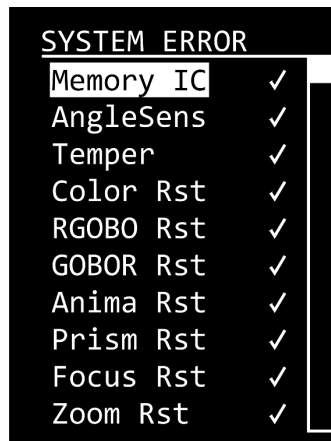 SYSTEM ERROR
Memory IC ✓
AngleSens ✓
Temper ✓
Color Rst ✓
RGOBO Rst ✓
GOBOR Rst ✓
Anima Rst ✓
Prism Rst ✓
Focus Rst ✓
Zoom Rst ✓